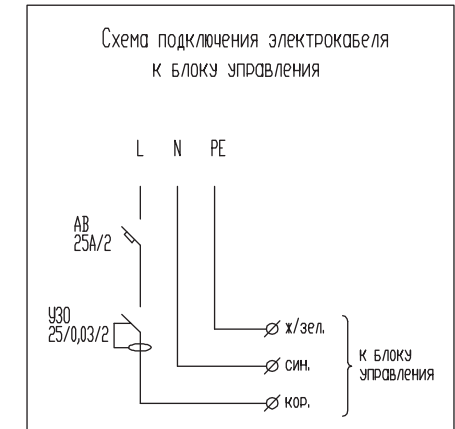 Схема подключения электрокабеля
к блоку управления
L N PE
АВ
25А/2
УЗО
25/0,03/2
ж/зел.
син.
кор.
к блоку
управления